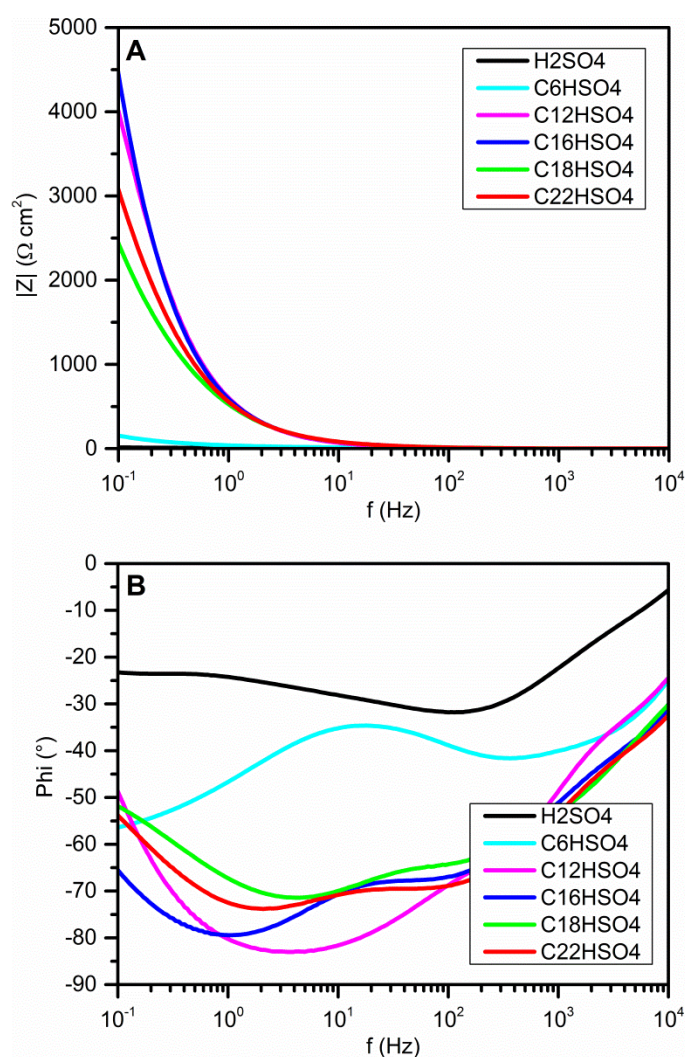 A
H2SO4
C6HSO4
C12HSO4
C16HSO4
C18HSO4
C22HSO4
5000
4000
3000
2000
1000
0
|Z| (Ω cm²)
10⁻¹ 10⁰ 10¹ 10² 10³ 10⁴
f (Hz)
B
0
-10
-20
-30
-40
-50
-60
-70
-80
-90
Phi (°)
H2SO4
C6HSO4
C12HSO4
C16HSO4
C18HSO4
C22HSO4
10⁻¹ 10⁰ 10¹ 10² 10³ 10⁴
f (Hz)